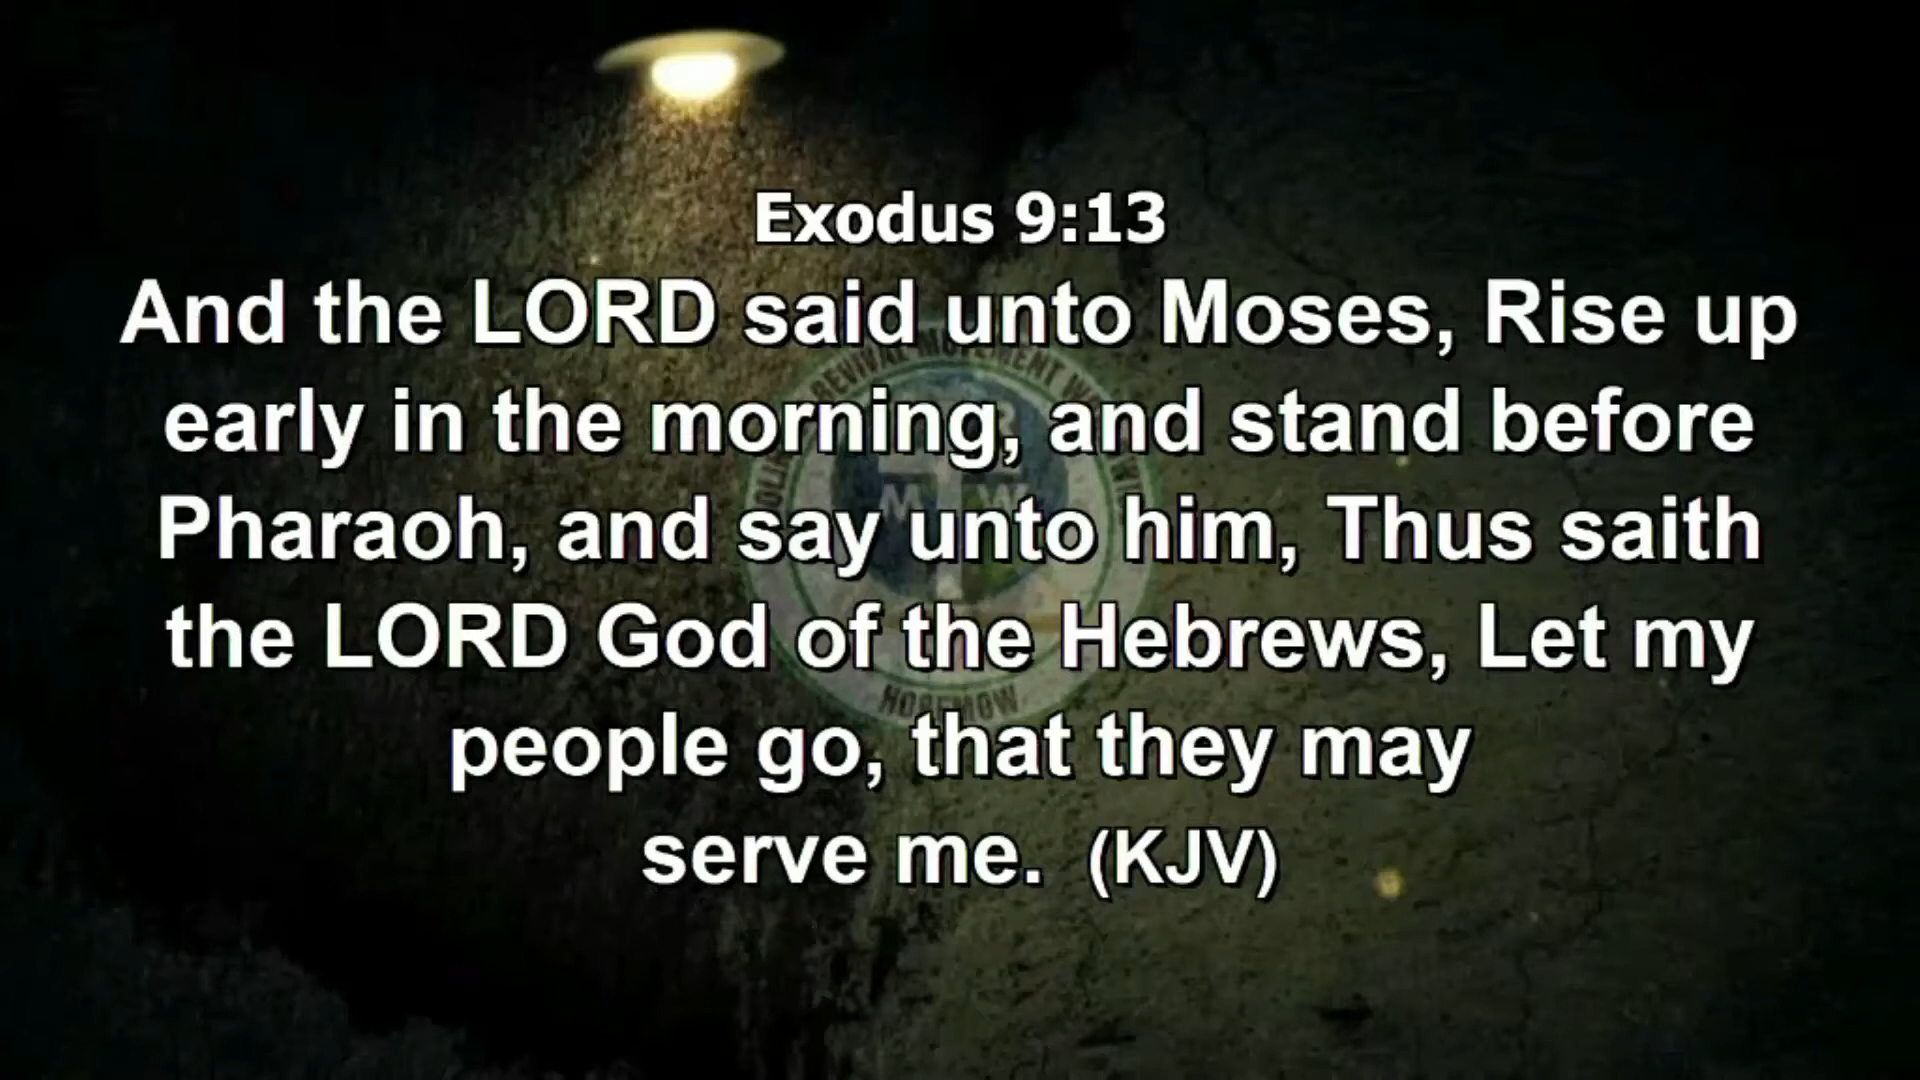 Exodus 9:13
And the LORD said unto Moses, Rise up
early in the morning, and stand before
Pharaoh, and say unto him, Thus saith
the LORD God of the Hebrews, Let my
people go, that they may
serve me. (KJV)
REVIVAL MOVEMENT
R
M W